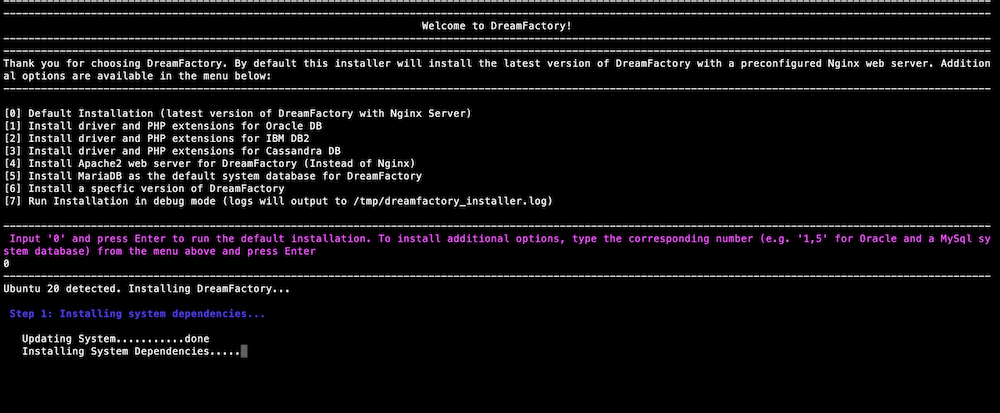 Welcome to DreamFactory!
Thank you for choosing DreamFactory. By default this installer will install the latest version of DreamFactory with a preconfigured Nginx web server. Addition
al options are available in the menu below:
[0] Default Installation (latest version of DreamFactory with Nginx Server)
[1] Install driver and PHP extensions for Oracle DB
[2] Install driver and PHP extensions for IBM DB2
[3] Install driver and PHP extensions for Cassandra DB
[4] Install Apache2 web server for DreamFactory (Instead of Nginx)
[5] Install MariaDB as the default system database for DreamFactory
[6] Install a specfic version of DreamFactory
[7] Run Installation in debug mode (logs will output to /tmp/dreamfactory_installer.log)
Input '0' and press Enter to run the default installation. To install additional options, type the corresponding number (e.g. '1,5' for Oracle and a MySql sy
stem database) from the menu above and press Enter
0
Ubuntu 20 detected. Installing DreamFactory...
Step 1: Installing system dependencies...
Updating System...........done
Installing System Dependencies.....